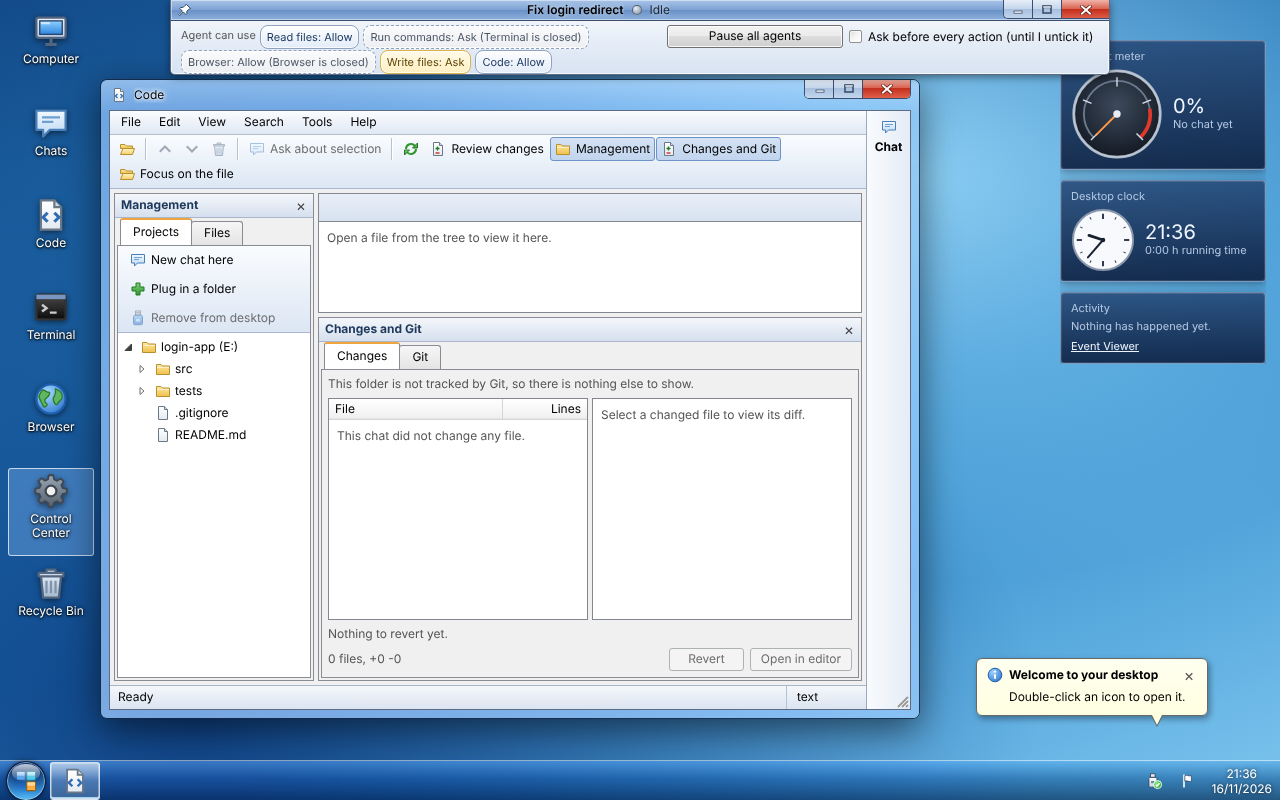 Computer
Chats
Code
Terminal
Browser
Control
Center
Recycle Bin
Fix login redirect
Idle
Agent can use
Read files: Allow
Run commands: Ask (Terminal is closed)
Browser: Allow (Browser is closed)
Write files: Ask
Code: Allow
Pause all agents
Ask before every action (until I untick it)
Code
File Edit View Search Tools Help
Ask about selection
Review changes
Management
Changes and Git
Focus on the file
Chat
Management
Projects
Files
New chat here
Plug in a folder
Remove from desktop
login-app (E:)
src
tests
.gitignore
README.md
Open a file from the tree to view it here.
Changes and Git
Changes
Git
This folder is not tracked by Git, so there is nothing else to show.
File
Lines
This chat did not change any file.
Select a changed file to view its diff.
Nothing to revert yet.
0 files, +0 -0
Revert
Open in editor
Ready
text
meter
0%
No chat yet
Desktop clock
21:36
0:00 h running time
Activity
Nothing has happened yet.
Event Viewer
Welcome to your desktop
Double-click an icon to open it.
21:36
16/11/2026